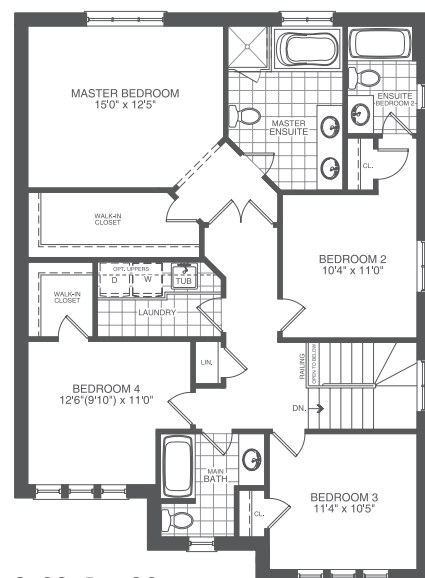 MASTER BEDROOM
15'0" x 12'5"
MASTER
ENSUITE
ENSUITE
-BEDROOM 2-
CL.
WALK-IN
CLOSET
BEDROOM 2
10'4" x 11'0"
OPT. UPPERS
D
W
TUB
LAUNDRY
WALK-IN
CLOSET
LIN.
RAILING
OPEN TO BELOW
DN.
BEDROOM 4
12'6"(9'10") x 11'0"
MAIN
BATH
CL.
BEDROOM 3
11'4" x 10'5"